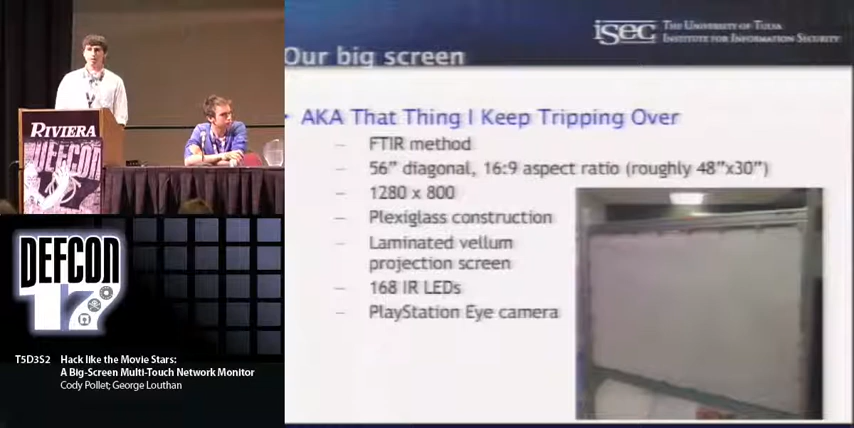 iSEC THE UNIVERSITY OF TULSA
INSTITUTE FOR INFORMATION SECURITY
Our big screen
AKA That Thing I Keep Tripping Over
FTIR method
56" diagonal, 16:9 aspect ratio (roughly 48"x30")
1280 x 800
Plexiglass construction
Laminated vellum
projection screen
168 IR LEDs
PlayStation Eye camera
RIVIERA
DEFCON
DEFCON
17
T5D3S2 Hack like the Movie Stars:
A Big-Screen Multi-Touch Network Monitor
Cody Pollet; George Louthan